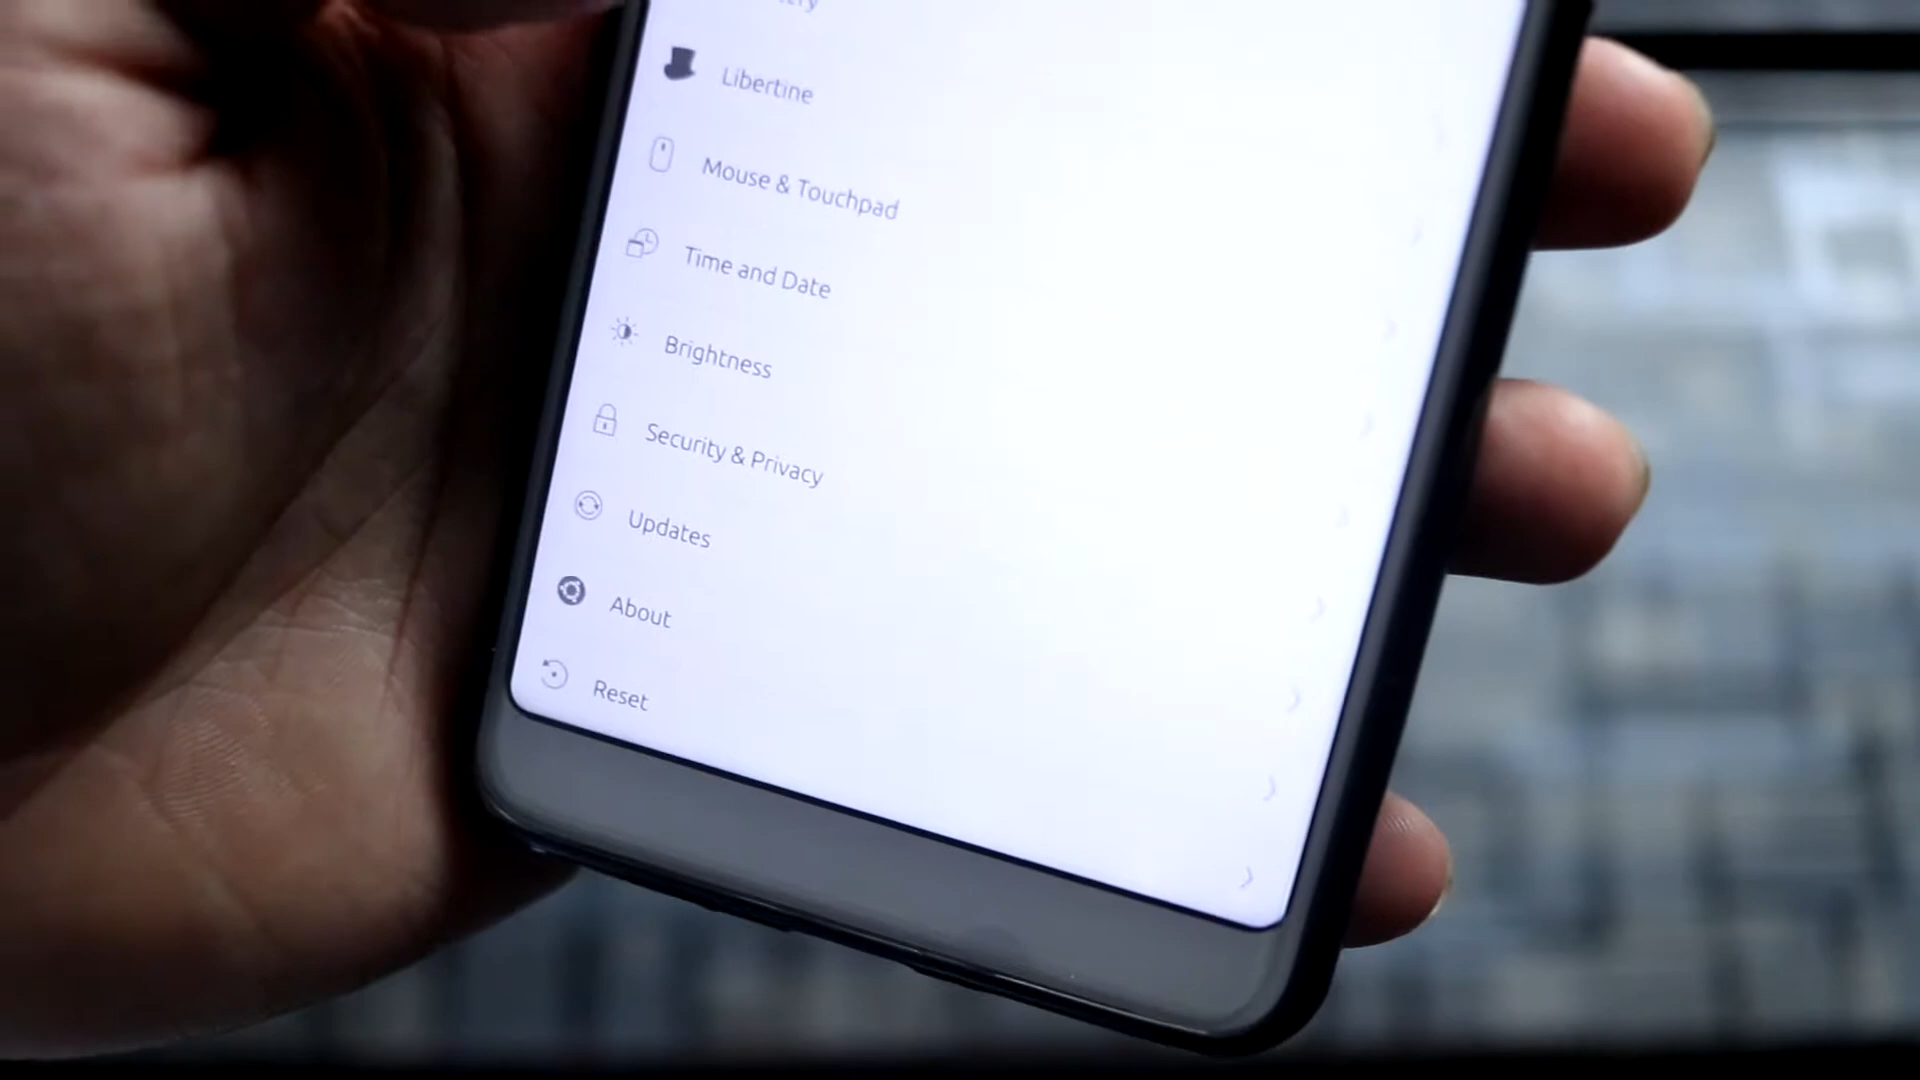 Libertine
Mouse & Touchpad
Time and Date
Brightness
Security & Privacy
Updates
About
Reset